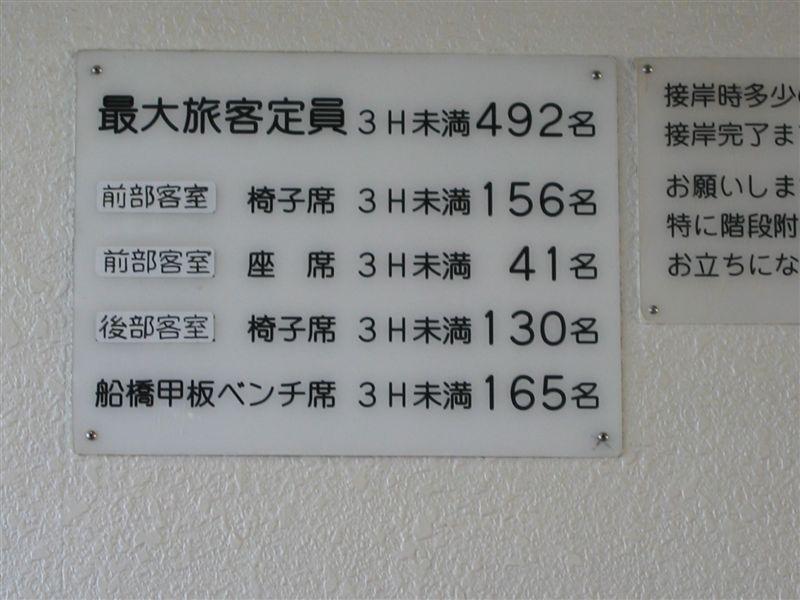 最大旅客定員 3H未満492名
前部客室 椅子席 3H未満156名
前部客室 座席 3H未満 41名
後部客室 椅子席 3H未満130名
船橋甲板ベンチ席 3H未満165名
接岸時多少
接岸完了ま
お願いしま
特に階段附
お立ちにな